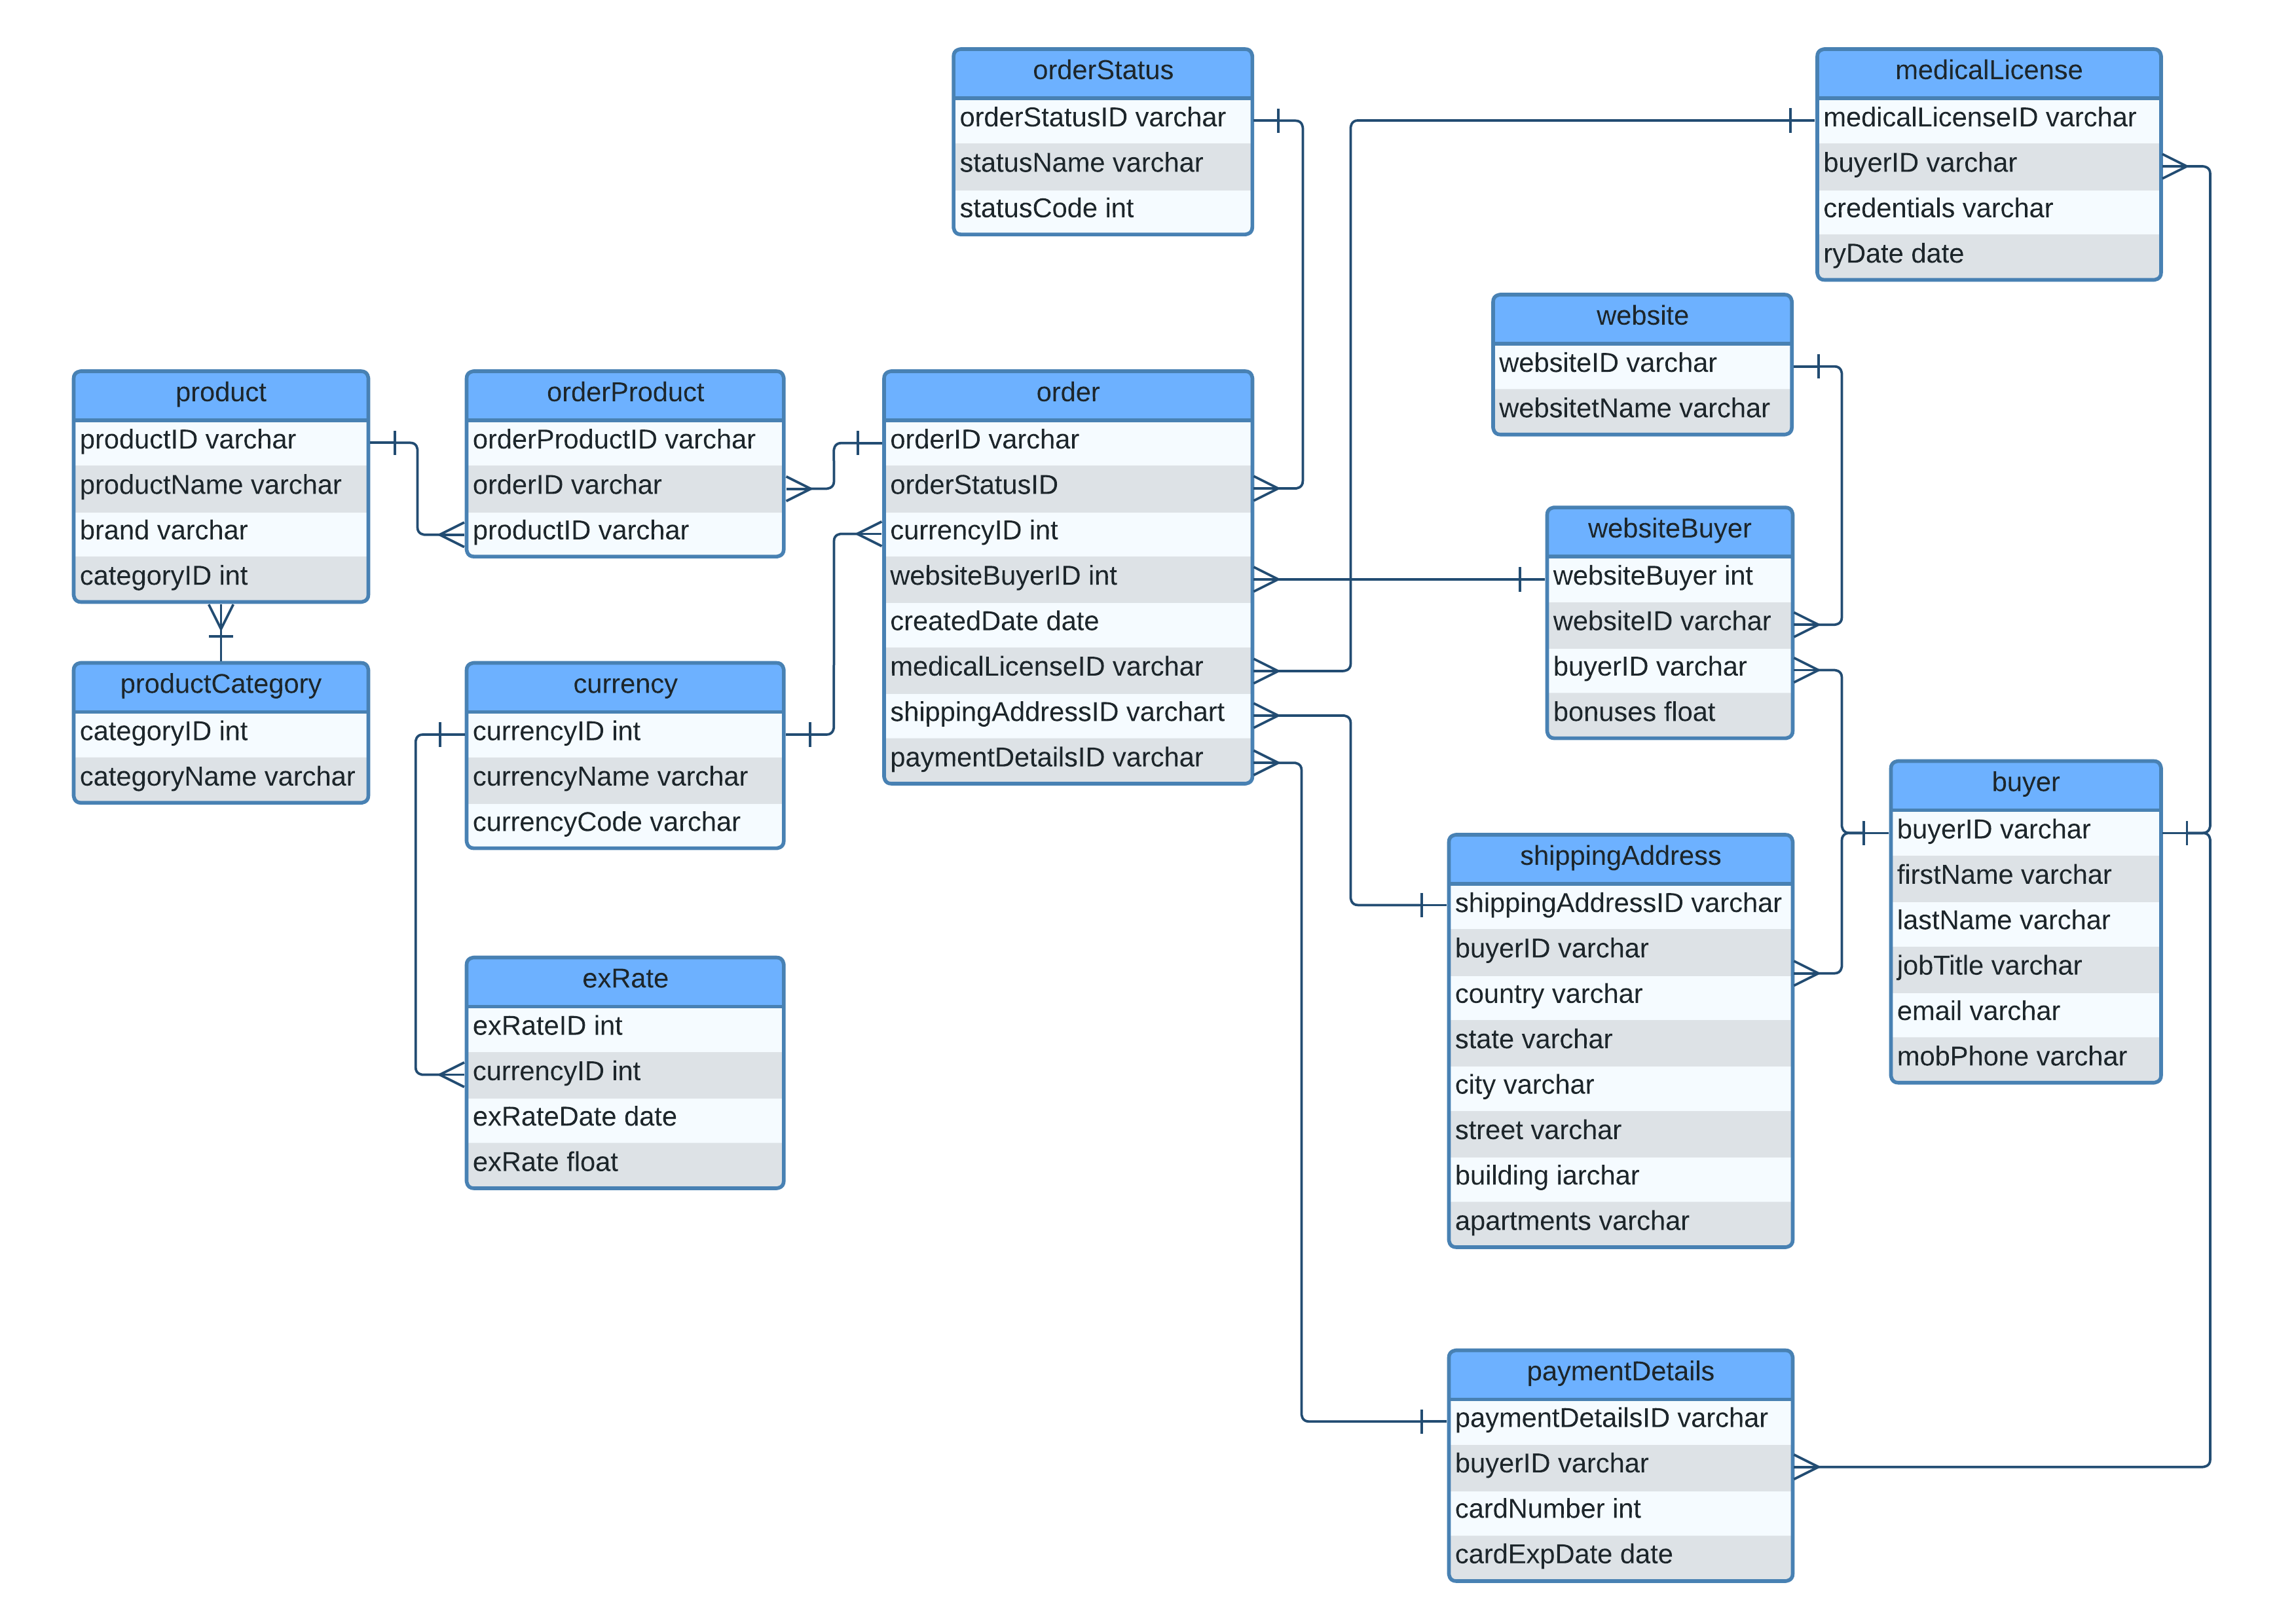 orderStatus
orderStatusID varchar
statusName varchar
statusCode int
medicalLicense
medicalLicenseID varchar
buyerID varchar
credentials varchar
ryDate date
website
websiteID varchar
websitetName varchar
product
productID varchar
productName varchar
brand varchar
categoryID int
orderProduct
orderProductID varchar
orderID varchar
productID varchar
order
orderID varchar
orderStatusID
currencyID int
websiteBuyerID int
createdDate date
medicalLicenseID varchar
shippingAddressID varchart
paymentDetailsID varchar
websiteBuyer
websiteBuyer int
websiteID varchar
buyerID varchar
bonuses float
productCategory
categoryID int
categoryName varchar
currency
currencyID int
currencyName varchar
currencyCode varchar
buyer
buyerID varchar
firstName varchar
lastName varchar
jobTitle varchar
email varchar
mobPhone varchar
shippingAddress
shippingAddressID varchar
buyerID varchar
country varchar
state varchar
city varchar
street varchar
building iarchar
apartments varchar
exRate
exRateID int
currencyID int
exRateDate date
exRate float
paymentDetails
paymentDetailsID varchar
buyerID varchar
cardNumber int
cardExpDate date